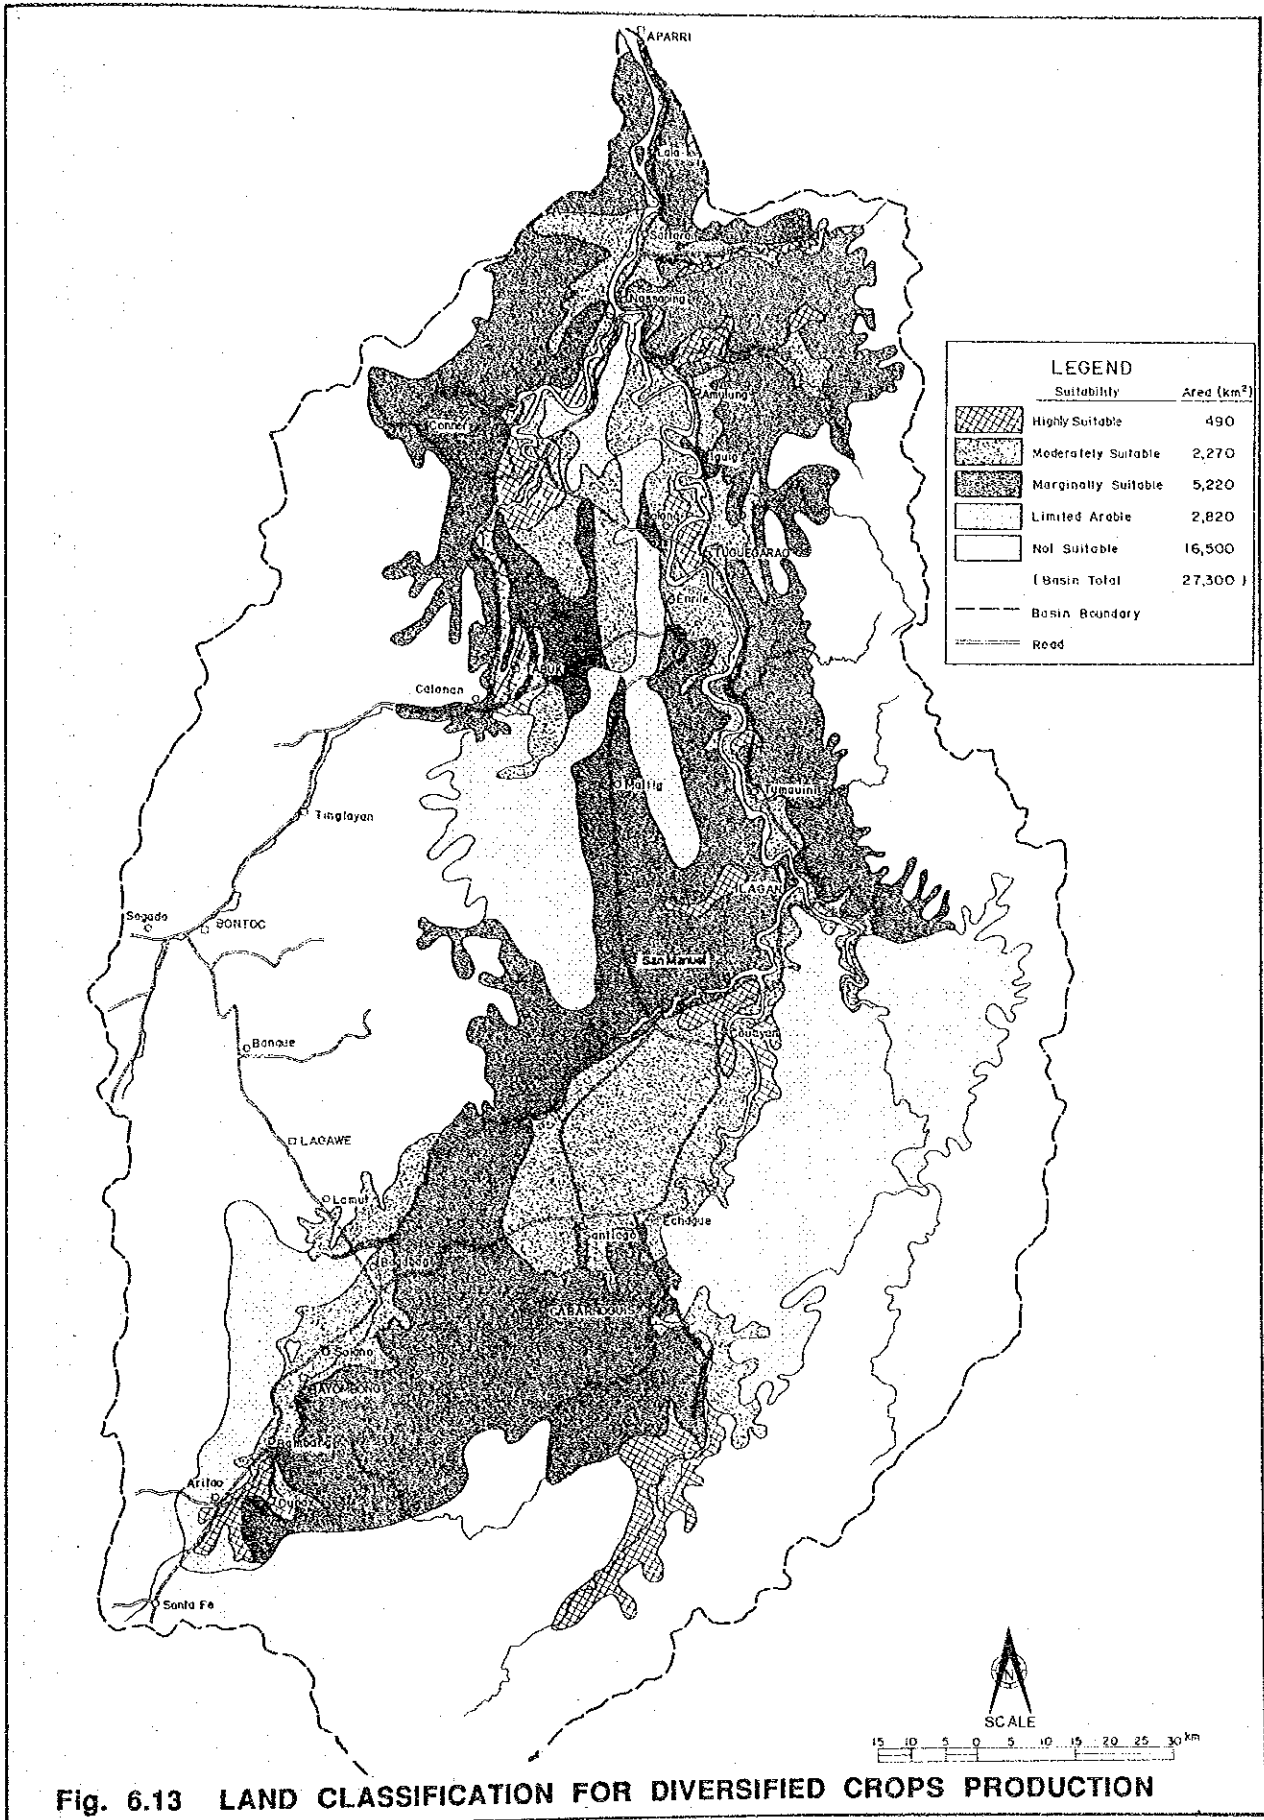 APARRI
Nassiping
Amulung
Conner
Iguig
TUGUEGARAO
Enrile
TABUK
Calanan
Mallig
Tumauini
Tinglayan
ILAGAN
Sagada
BONTOC
San Manuel
Cauayan
Banaue
LAGAWE
Lamut
Echague
Santiago
Bagabag
CABARROGUIS
Solano
BAYOMBONG
Bambang
Aritao
Dupax
Santa Fe
LEGEND
Suitability Area (km²)
Highly Suitable 490
Moderately Suitable 2,270
Marginally Suitable 5,220
Limited Arable 2,820
Not Suitable 16,500
(Basin Total 27,300)
Basin Boundary
Road
N
SCALE
15 10 5 0 5 10 15 20 25 30 km
Fig. 6.13 LAND CLASSIFICATION FOR DIVERSIFIED CROPS PRODUCTION